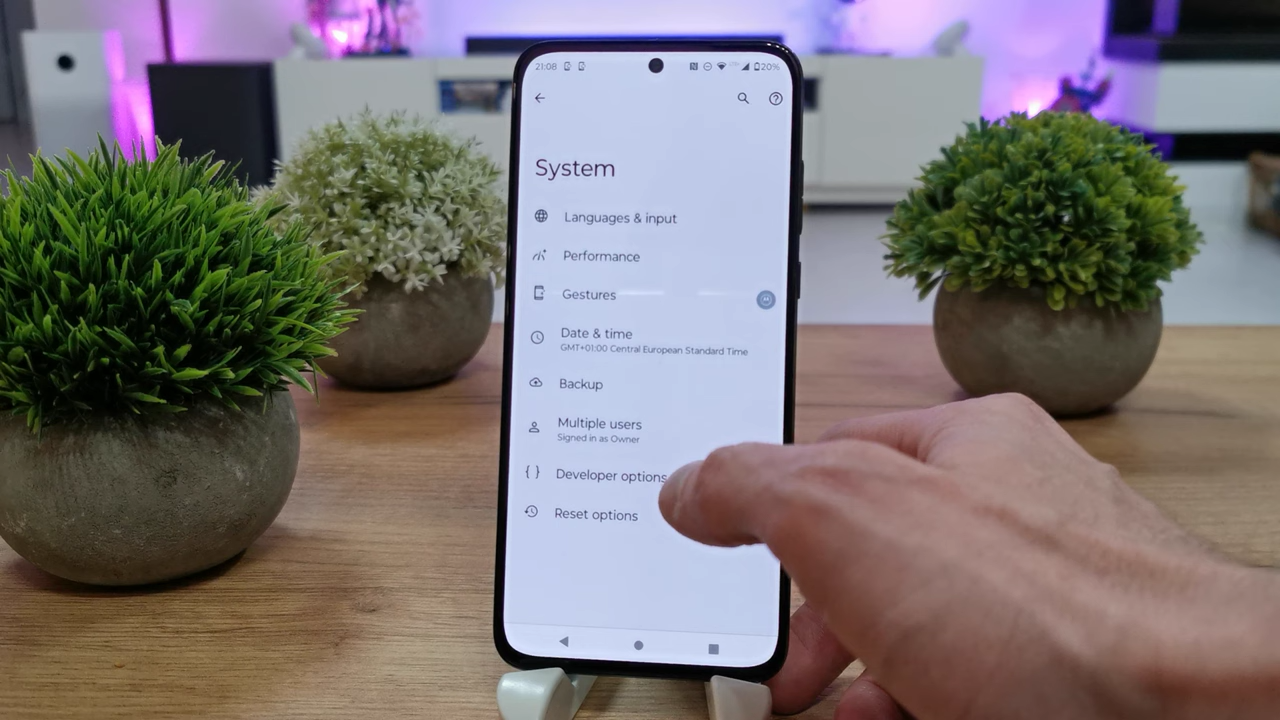 21:08 20%
System
Languages & input
Performance
Gestures
Date & time
GMT+01:00 Central European Standard Time
Backup
Multiple users
Signed in as Owner
{ } Developer options
Reset options